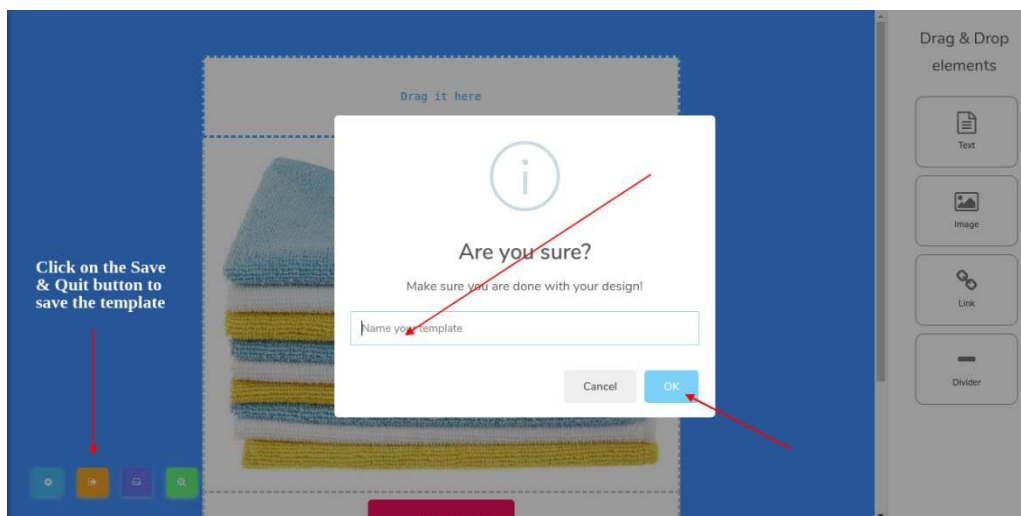 Drag & Drop
elements
Drag it here
Text
Image
Are you sure?
Make sure you are done with your design!
Click on the Save
& Quit button to
save the template
Name your template
Link
Cancel
OK
Divider